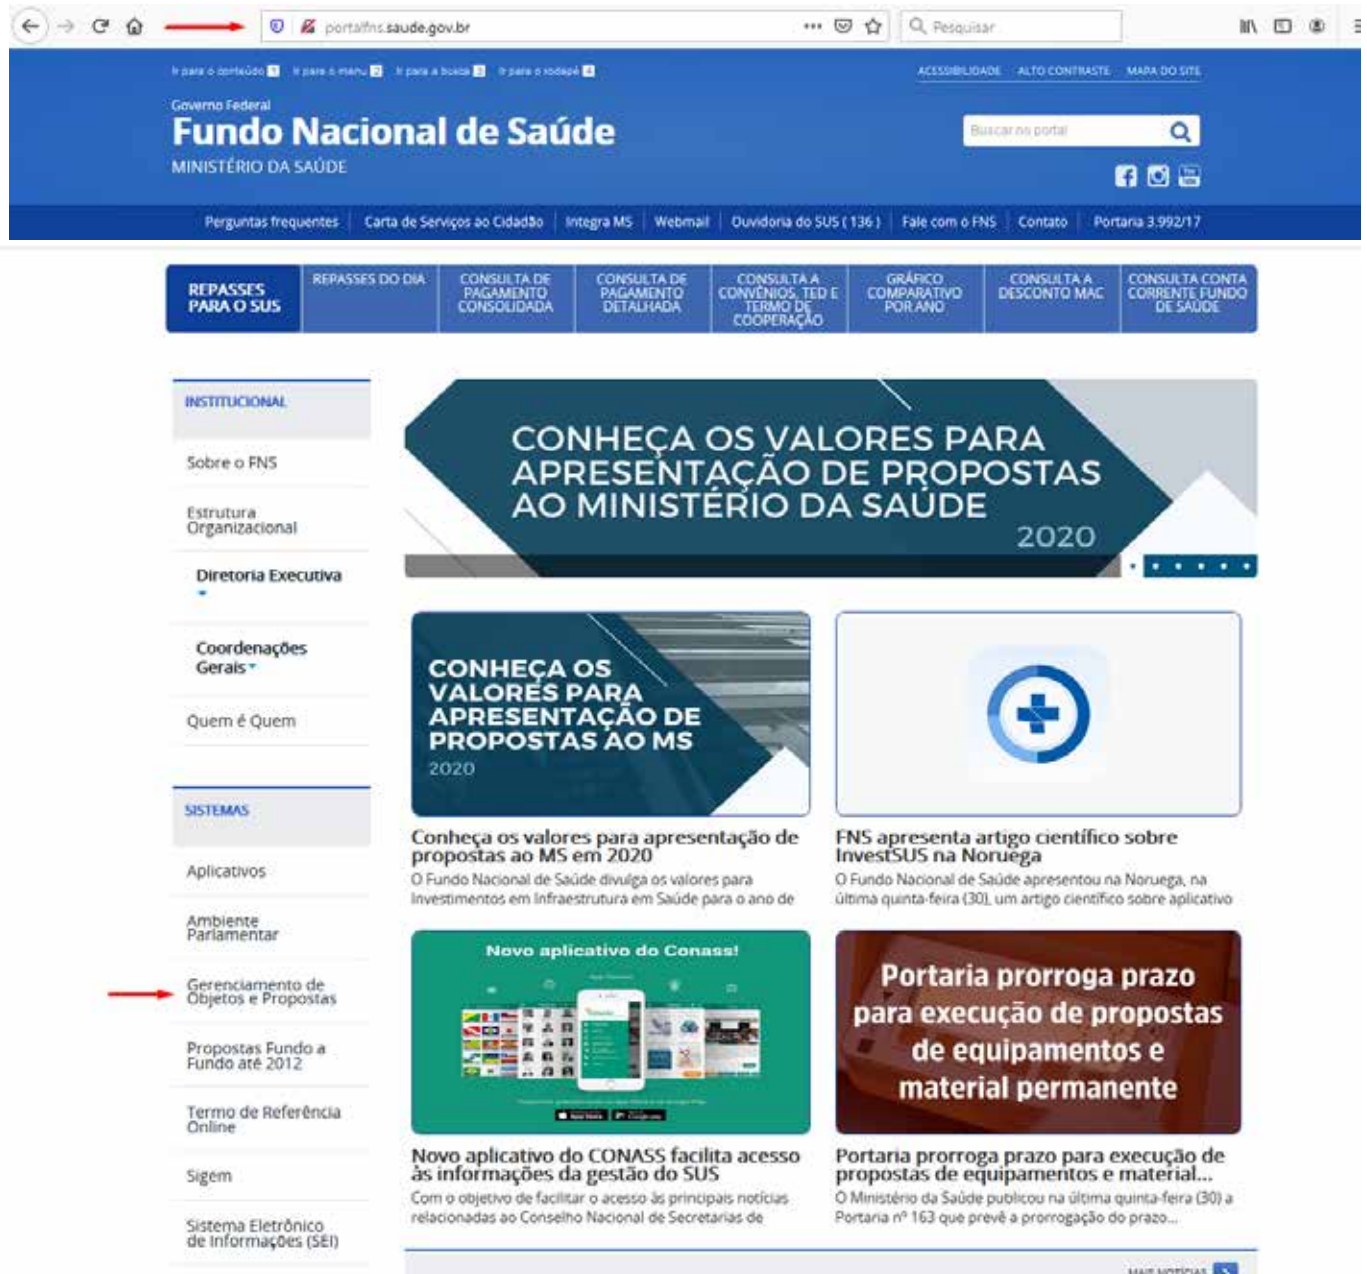 portalfns.saude.gov.br
Pesquisar
Ir para o conteúdo 1 Ir para o menu 2 Ir para a busca 3 Ir para o rodapé 4
ACESSIBILIDADE ALTO CONTRASTE MAPA DO SITE
Governo Federal
Fundo Nacional de Saúde
MINISTÉRIO DA SAÚDE
Buscar no portal
Perguntas frequentes Carta de Serviços ao Cidadão Integra MS Webmail Ouvidoria do SUS ( 136 ) Fale com o FNS Contato Portaria 3.992/17
REPASSES
PARA O SUS
REPASSES DO DIA
CONSULTA DE
PAGAMENTO
CONSOLIDADA
CONSULTA DE
PAGAMENTO
DETALHADA
CONSULTA A
CONVÊNIOS, TED E
TERMO DE
COOPERAÇÃO
GRÁFICO
COMPARATIVO
POR ANO
CONSULTA A
DESCONTO MAC
CONSULTA CONTA
CORRENTE FUNDO
DE SAÚDE
INSTITUCIONAL
Sobre o FNS
Estrutura
Organizacional
Diretoria Executiva
Coordenações
Gerais
Quem é Quem
SISTEMAS
Aplicativos
Ambiente
Parlamentar
Gerenciamento de
Objetos e Propostas
Propostas Fundo a
Fundo até 2012
Termo de Referência
Online
Sigem
Sistema Eletrônico
de Informações (SEI)
CONHEÇA OS VALORES PARA
APRESENTAÇÃO DE PROPOSTAS
AO MINISTÉRIO DA SAÚDE
2020
CONHEÇA OS
VALORES PARA
APRESENTAÇÃO DE
PROPOSTAS AO MS
2020
Conheça os valores para apresentação de
propostas ao MS em 2020
O Fundo Nacional de Saúde divulga os valores para
Investimentos em Infraestrutura em Saúde para o ano de
FNS apresenta artigo científico sobre
InvestSUS na Noruega
O Fundo Nacional de Saúde apresentou na Noruega, na
última quinta-feira (30), um artigo científico sobre aplicativo
Novo aplicativo do Conass!
Novo aplicativo do CONASS facilita acesso
às informações da gestão do SUS
Com o objetivo de facilitar o acesso às principais notícias
relacionadas ao Conselho Nacional de Secretarias de
Portaria prorroga prazo
para execução de propostas
de equipamentos e
material permanente
Portaria prorroga prazo para execução de
propostas de equipamentos e material...
O Ministério da Saúde publicou na última quinta-feira (30) a
Portaria nº 163 que prevê a prorrogação do prazo...
MAIS NOTÍCIAS